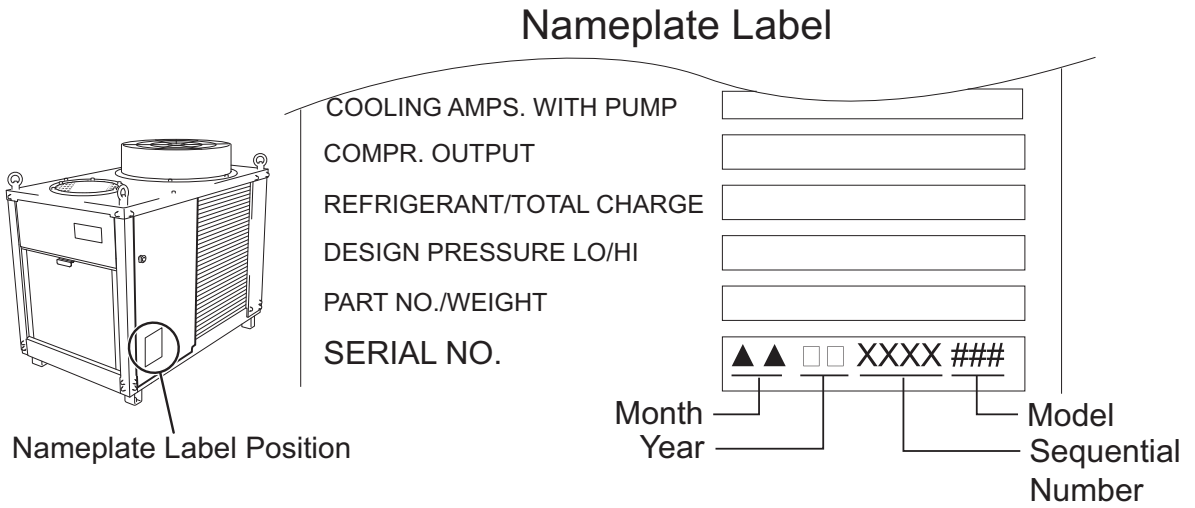 Nameplate Label
COOLING AMPS. WITH PUMP
COMPR. OUTPUT
REFRIGERANT/TOTAL CHARGE
DESIGN PRESSURE LO/HI
PART NO./WEIGHT
SERIAL NO. ▲▲ □□ XXXX ###
Month
Year
Model
Sequential
Number
Nameplate Label Position